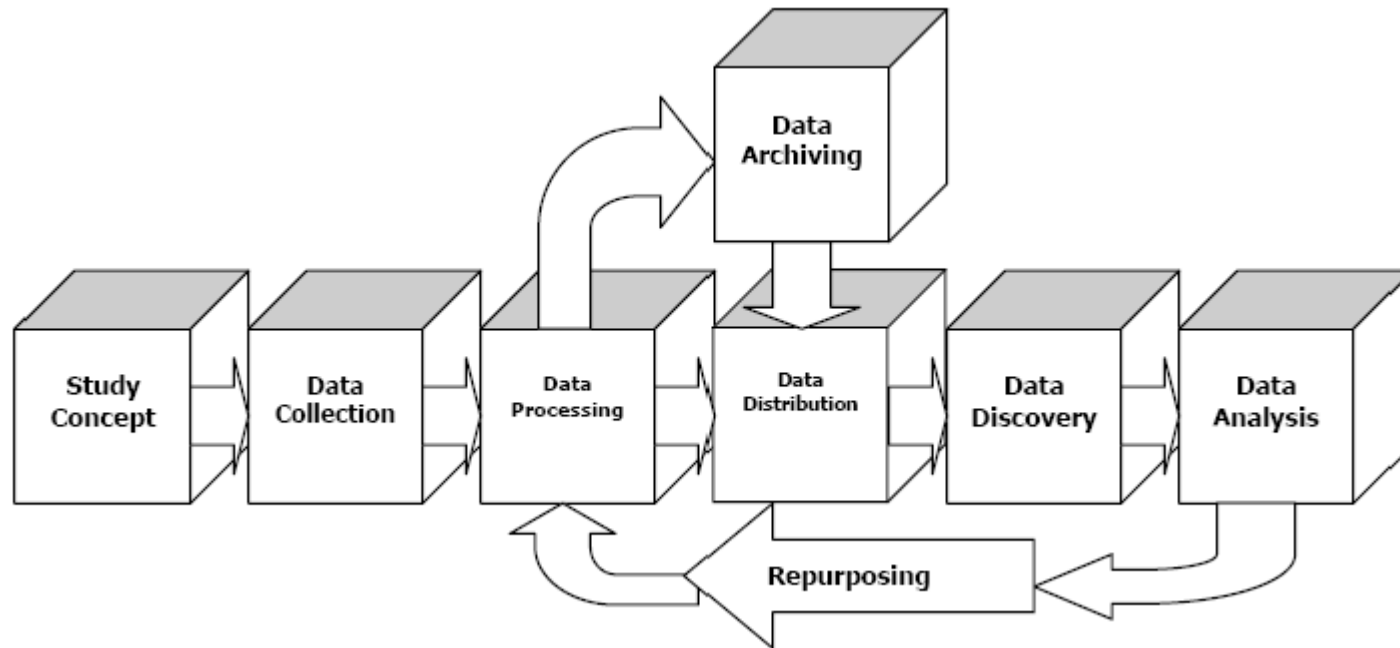 Data
Archiving
Study
Concept
Data
Collection
Data
Processing
Data
Distribution
Data
Discovery
Data
Analysis
Repurposing